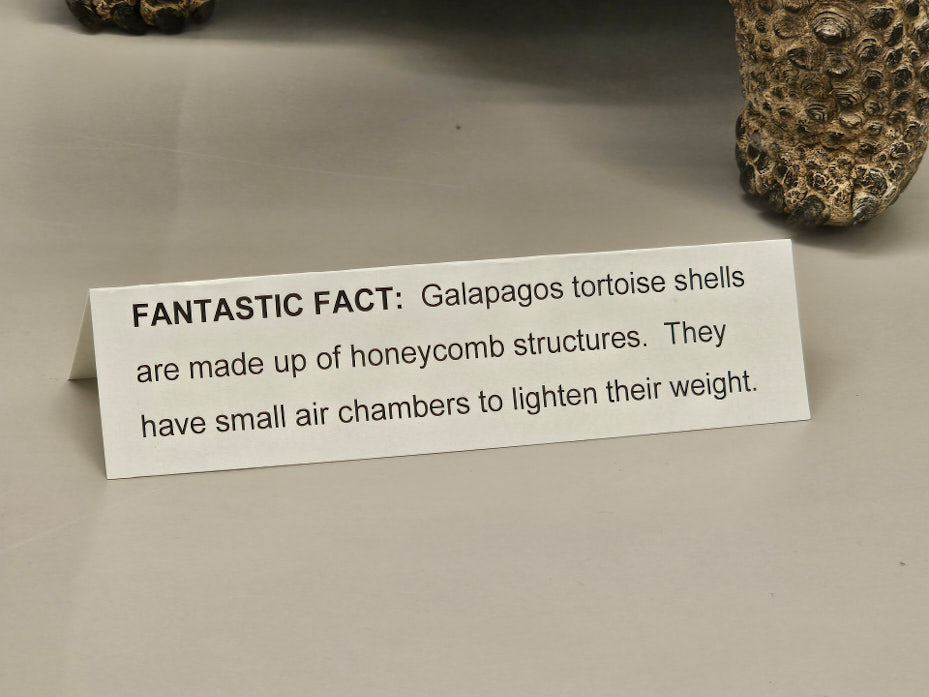 FANTASTIC FACT:  Galapagos tortoise shells
are made up of honeycomb structures.  They
have small air chambers to lighten their weight.